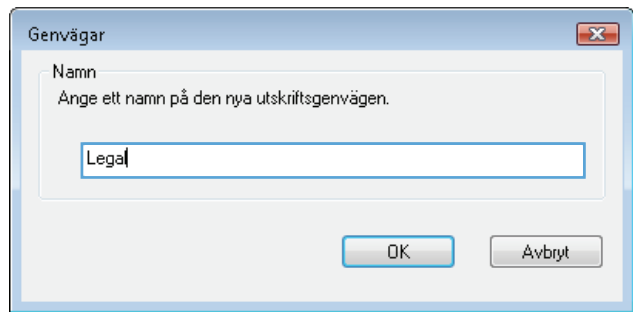 Genvägar
Namn
Ange ett namn på den nya utskriftsgenvägen.
Legal
OK
Avbryt